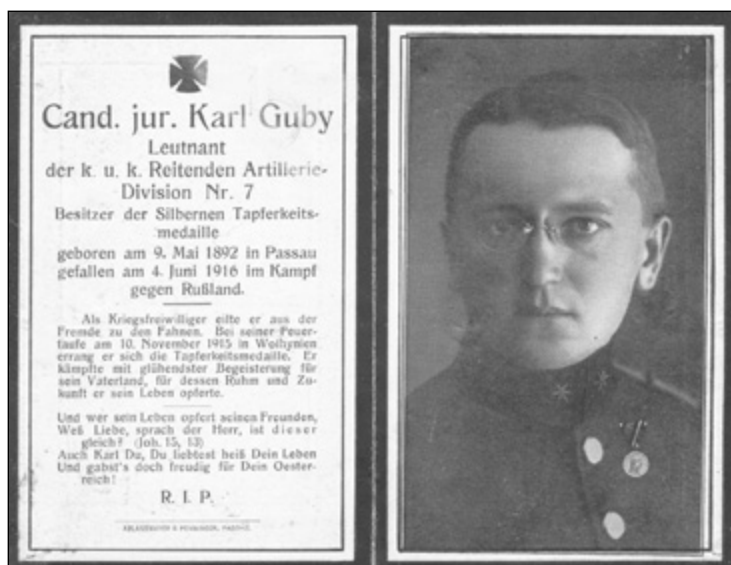 Cand. jur. Karl Guby
Leutnant
der k. u. k. Reitenden Artillerie-
Division Nr. 7
Besitzer der Silbernen Tapferkeits-
medaille
geboren am 9. Mai 1892 in Passau
gefallen am 4. Juni 1916 im Kampf
gegen Rußland.
Als Kriegsfreiwilliger eilte er aus der
Fremde zu den Fahnen. Bei seiner Feuer-
taufe am 10. November 1915 in Wolhynien
errang er sich die Tapferkeitsmedaille. Er
kämpfte mit glühendster Begeisterung für
sein Vaterland, für dessen Ruhm und Zu-
kunft er sein Leben opferte.
Und wer sein Leben opfert seinen Freunden,
Weß Liebe, sprach der Herr, ist dieser
gleich? (Joh. 15, 13)
Auch Karl Du, Du liebtest heiß Dein Leben
Und gabst's doch freudig für Dein Oester-
reich!
R. I. P.